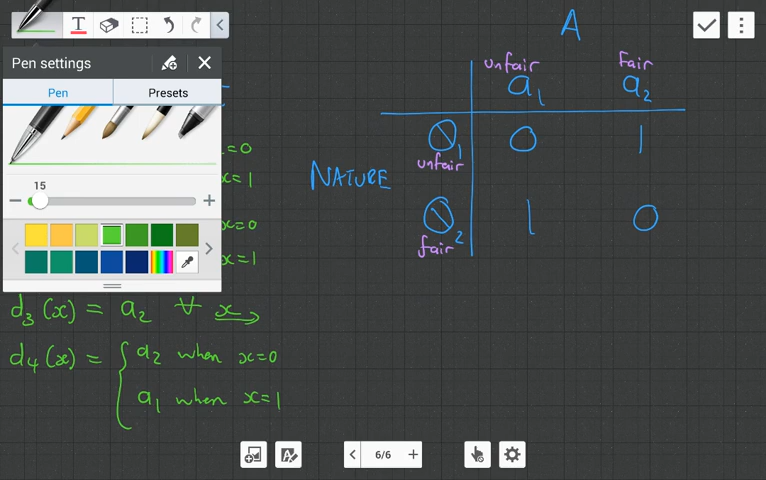 A
Pen settings
Pen Presets
15
unfair Fair
a1 a2
θ1 0 1
unfair
NATURE
θ2 1 0
fair
=0
x=1
x=0
x=1
d3(x) = a2 ∀ x
d4(x) = { a2 when x=0
a1 when x=1
6/6